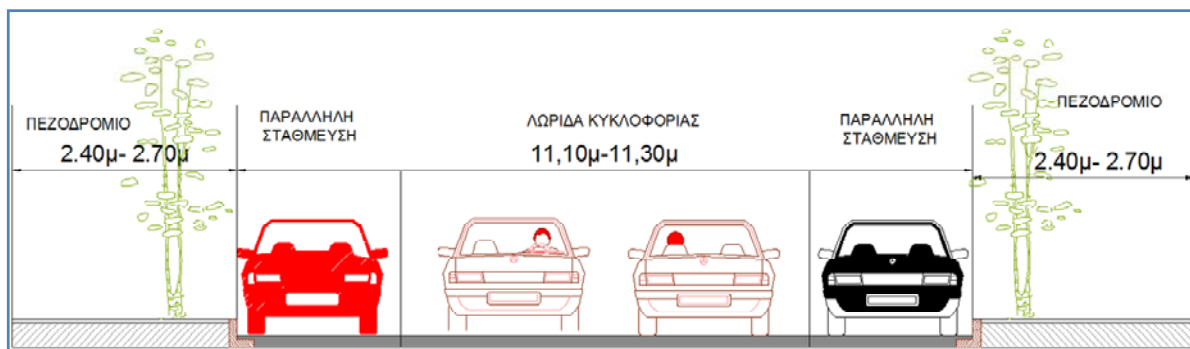 ΠΕΖΟΔΡΟΜΙΟ
2.40μ- 2.70μ
ΠΑΡΑΛΛΗΛΗ
ΣΤΑΘΜΕΥΣΗ
ΛΩΡΙΔΑ ΚΥΚΛΟΦΟΡΙΑΣ
11,10μ-11,30μ
ΠΑΡΑΛΛΗΛΗ
ΣΤΑΘΜΕΥΣΗ
ΠΕΖΟΔΡΟΜΙΟ
2.40μ- 2.70μ